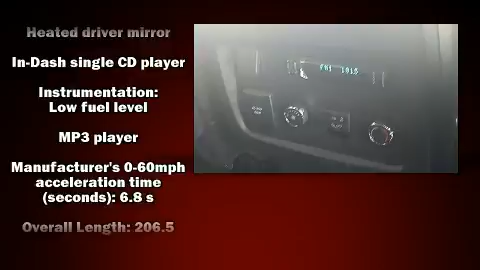 Heated driver mirror
In-Dash single CD player
Instrumentation:
Low fuel level
MP3 player
Manufacturer's 0-60mph
acceleration time
(seconds): 6.8 s
Overall Length: 206.5